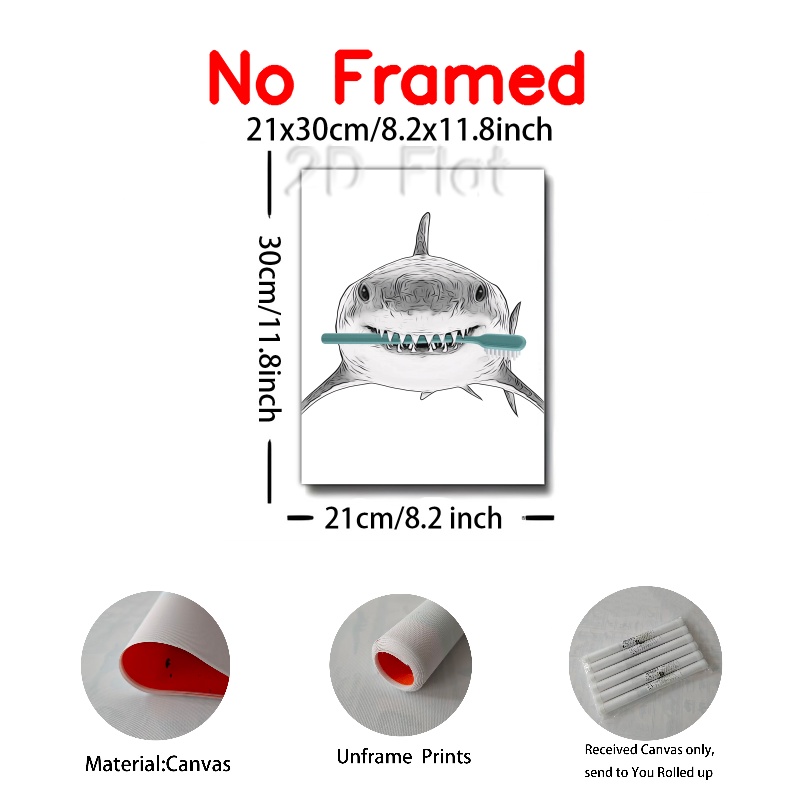 No Framed
21x30cm/8.2x11.8inch
2D Flat
30cm/11.8inch
21cm/8.2 inch
Material:Canvas
Unframe Prints
Received Canvas only,
send to You Rolled up